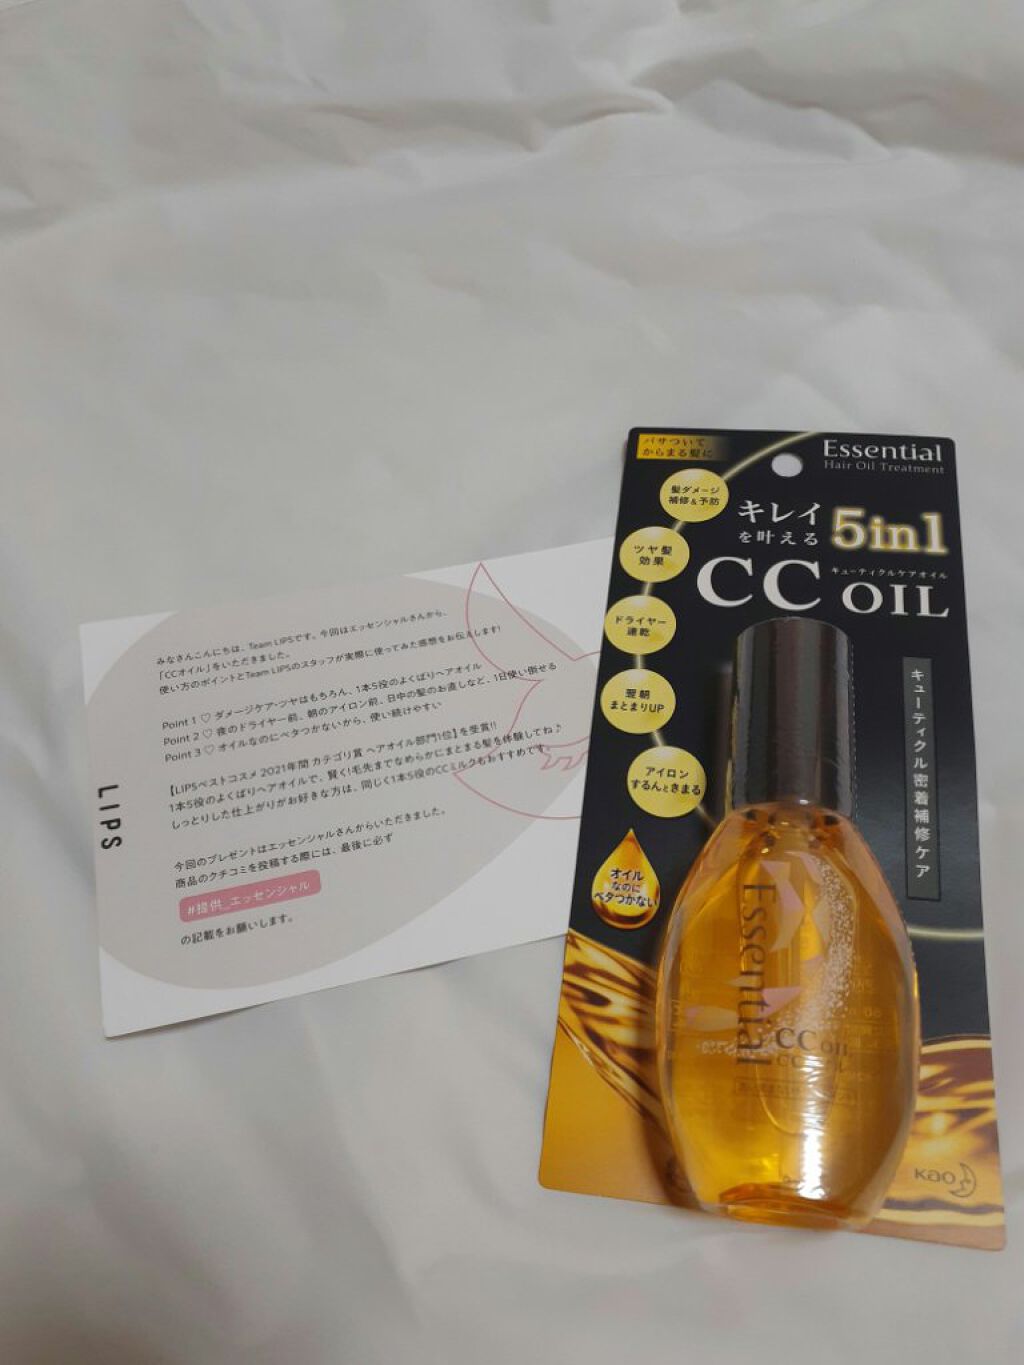 みなさんこんにちは、Team LIPSです。今回はエッセンシャルさんから、
「CCオイル」をいただきました。
使い方のポイントとTeam LIPSのスタッフが実際に使ってみた感想をお伝えします!
Point 1 ♡ ダメージケア・ツヤはもちろん、1本5役のよくばりヘアオイル
Point 2 ♡ 夜のドライヤー前、朝のアイロン前、日中の髪のお直しなど、1日使い倒せる
Point 3 ♡ オイルなのにベタつかないから、使い続けやすい
【LIPSベストコスメ 2021年間 カテゴリ賞 ヘアオイル部門1位】を受賞!!
1本5役のよくばりヘアオイルで、賢く!毛先までなめらかにまとまる髪を体験してね♪
しっとりした仕上がりがお好きな方は、同じく1本5役のCCミルクもおすすめです。
今回のプレゼントはエッセンシャルさんからいただきました。
商品のクチコミを投稿する際には、最後に必ず
#提供_エッセンシャル
の記載をお願いします。
LIPS
パサついて
からまる髪に
Essential
Hair Oil Treatment
髪ダメージ
補修&予防
キレイ
を叶える
5in1
キューティクルケアオイル
CC OIL
ツヤ髪
効果
ドライヤー
速乾
翌朝
まとまりUP
アイロン
するんときまる
オイル
なのに
ベタつかない
キューティクル密着補修ケア
Essential
CC OIL
Kao